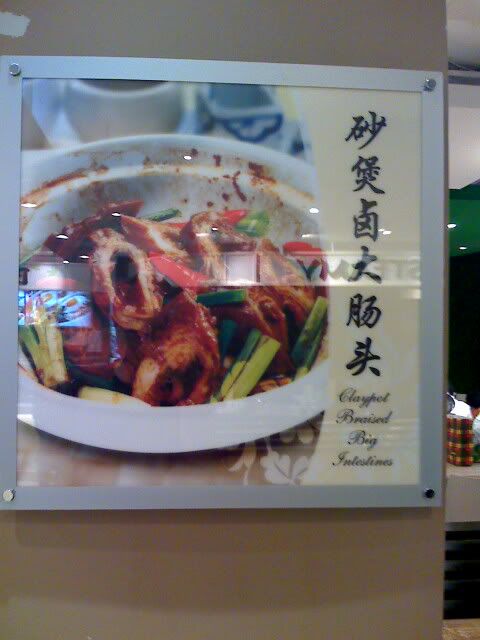 砂煲卤大肠头
Claypot
Braised
Big
Intestines